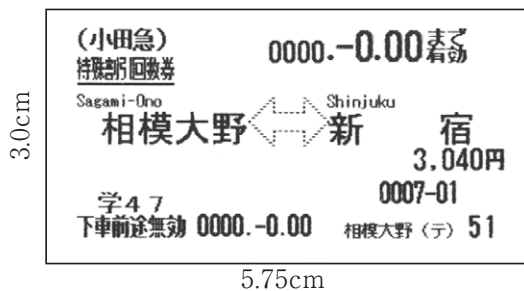 (小田急)
0000.-0.00まで有効
特殊割引回数券
Sagami-Ono
Shinjuku
相模大野
新宿
3,040円
0007-01
学47
下車前途無効 0000.-0.00
相模大野(テ) 51
3.0cm
5.75cm